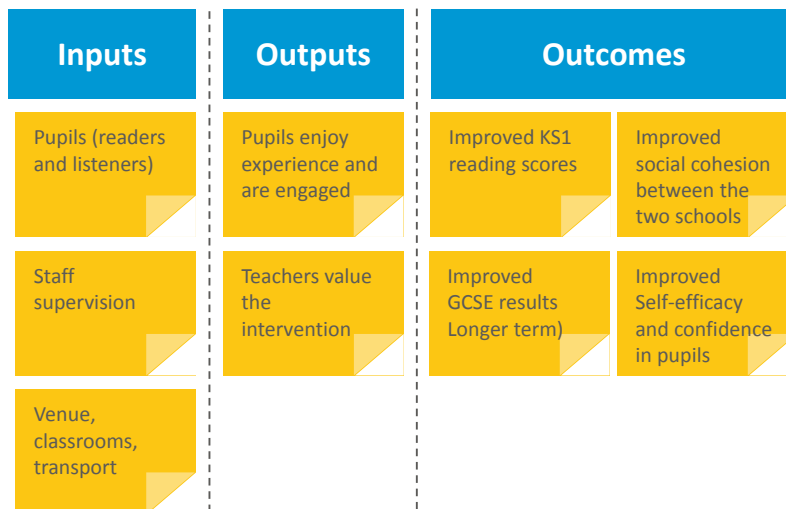 Inputs
Outputs
Outcomes
Pupils (readers
and listeners)
Staff
supervision
Venue,
classrooms,
transport
Pupils enjoy
experience and
are engaged
Teachers value
the
intervention
Improved KS1
reading scores
Improved
social cohesion
between the
two schools
Improved
GCSE results
Longer term)
Improved
Self-efficacy
and confidence
in pupils